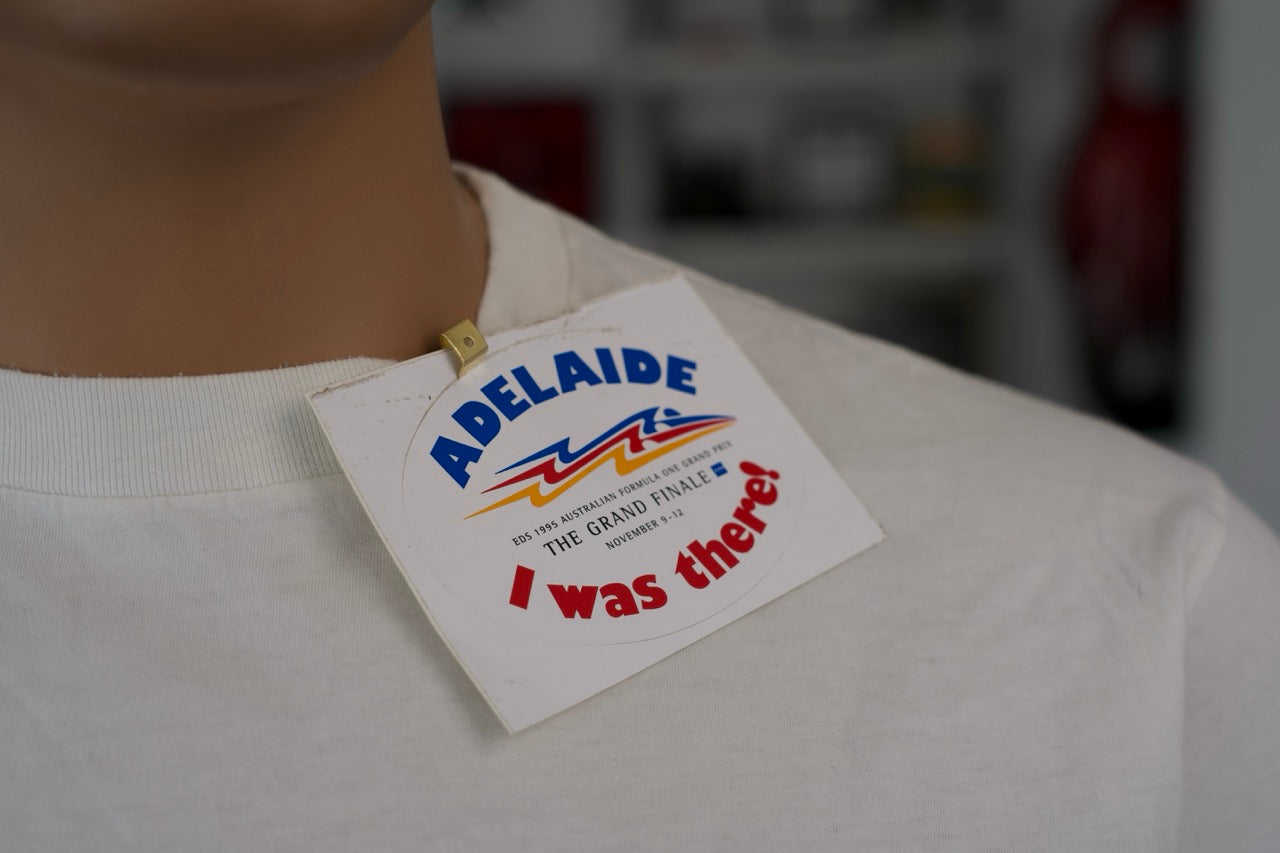 ADELAIDE
EDS 1995 AUSTRALIAN FORMULA ONE GRAND PRIX
THE GRAND FINALE
NOVEMBER 9-12
I was there!